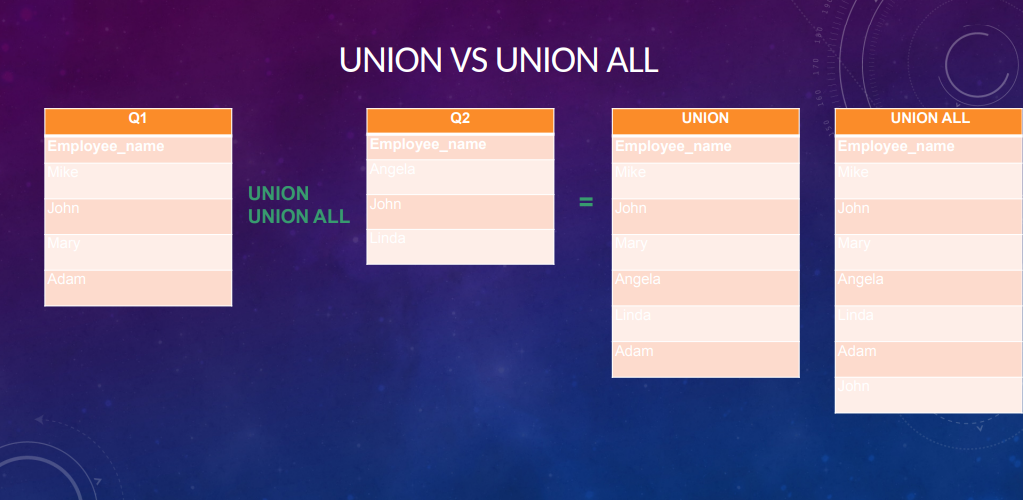 UNION VS UNION ALL
Q1
Employee_name
Mike
John
Mary
Adam
UNION
UNION ALL
Q2
Employee_name
Angela
John
Linda
=
UNION
Employee_name
Mike
John
Mary
Angela
Linda
Adam
UNION ALL
Employee_name
Mike
John
Mary
Angela
Linda
Adam
John